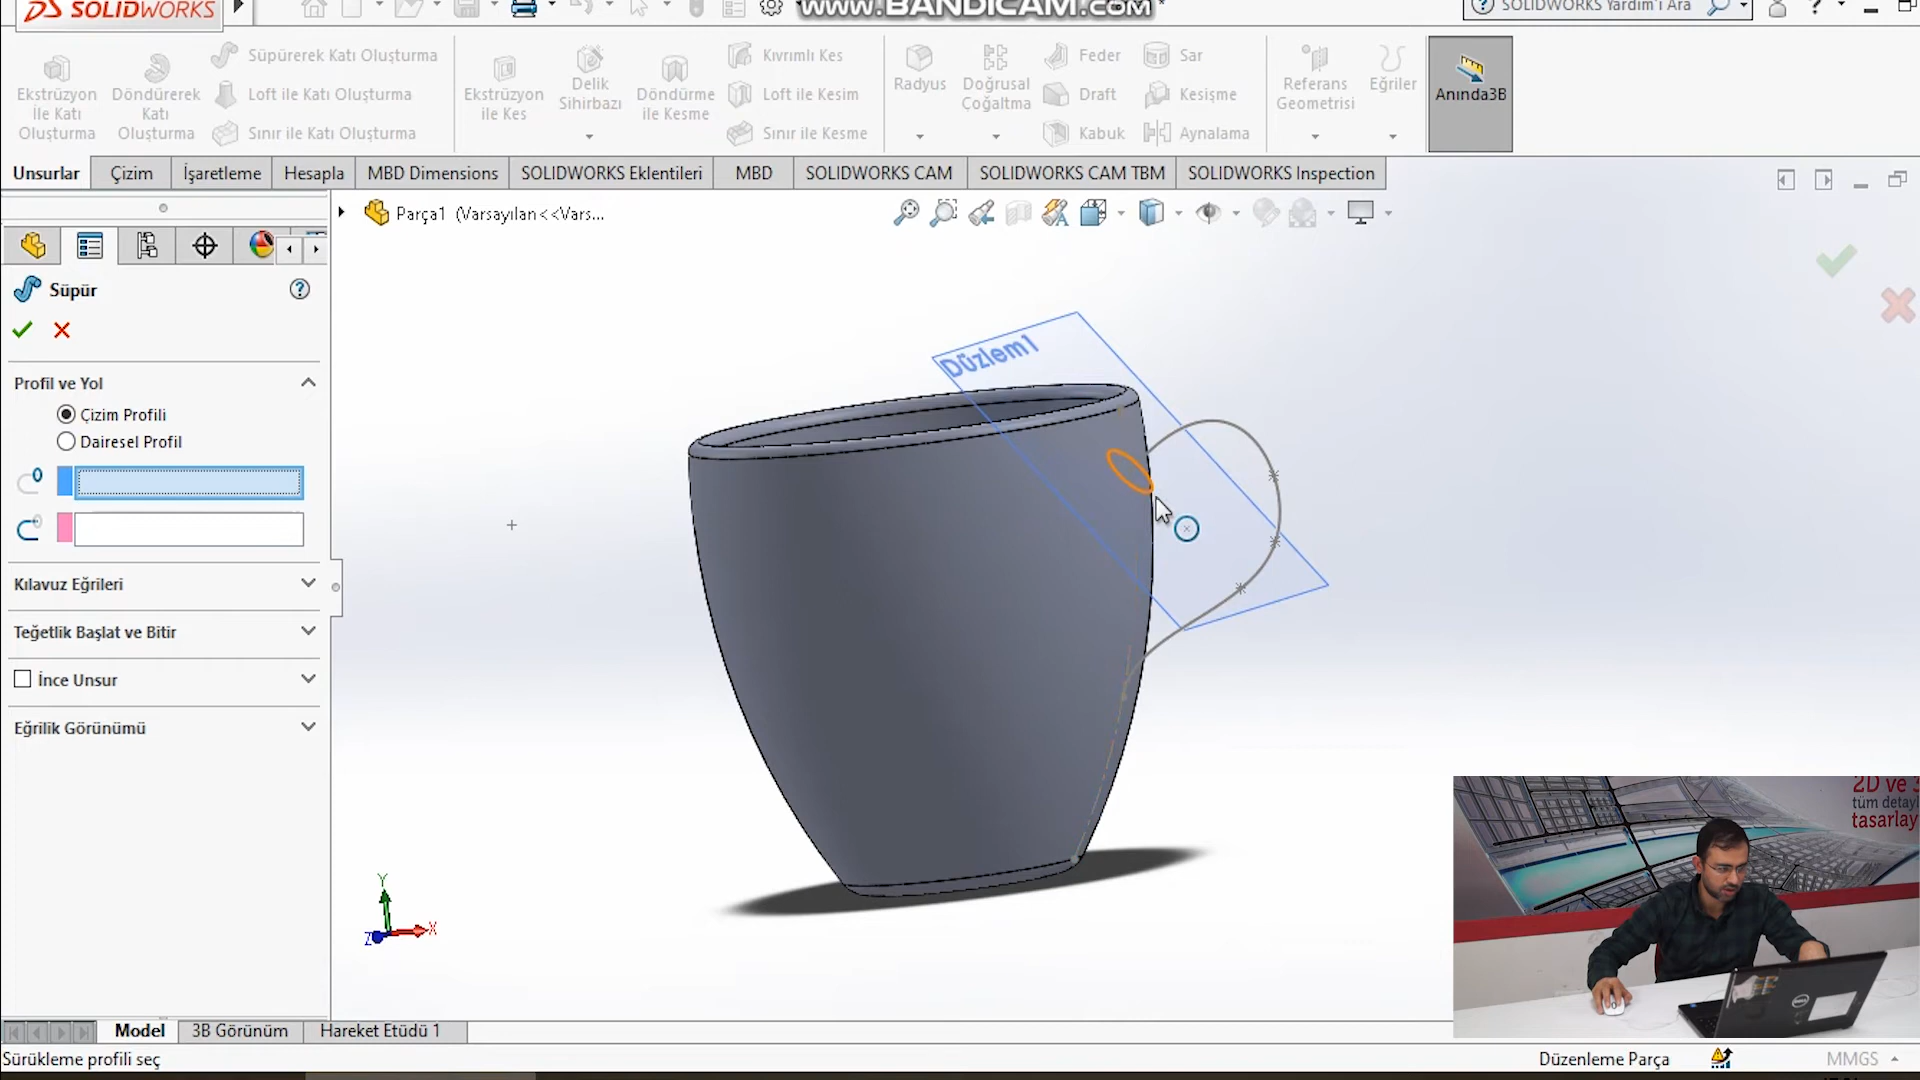 SOLIDWORKS
www.BANDICAM.com
SOLIDWORKS Yardım'ı Ara
Ekstrüzyon
İle Katı
Oluşturma
Döndürerek
Katı
Oluşturma
Süpürerek Katı Oluşturma
Loft ile Katı Oluşturma
Sınır ile Katı Oluşturma
Ekstrüzyon
ile Kes
Delik
Sihirbazı
Döndürme
ile Kesme
Kıvrımlı Kes
Loft ile Kesim
Sınır ile Kesme
Radyus
Doğrusal
Çoğaltma
Feder
Draft
Kabuk
Sar
Kesişme
Aynalama
Referans
Geometrisi
Eğriler
Anında3B
Unsurlar
Çizim
İşaretleme
Hesapla
MBD Dimensions
SOLIDWORKS Eklentileri
MBD
SOLIDWORKS CAM
SOLIDWORKS CAM TBM
SOLIDWORKS Inspection
Parça1 (Varsayılan<<Vars...
Süpür
Profil ve Yol
Çizim Profili
Dairesel Profil
Kılavuz Eğrileri
Teğetlik Başlat ve Bitir
İnce Unsur
Eğrilik Görünümü
Düzlem1
Y
X
Z
2D ve 3
tüm detayl
tasarlay
DELL
Model
3B Görünüm
Hareket Etüdü 1
Sürükleme profili seç
Düzenleme Parça
MMGS